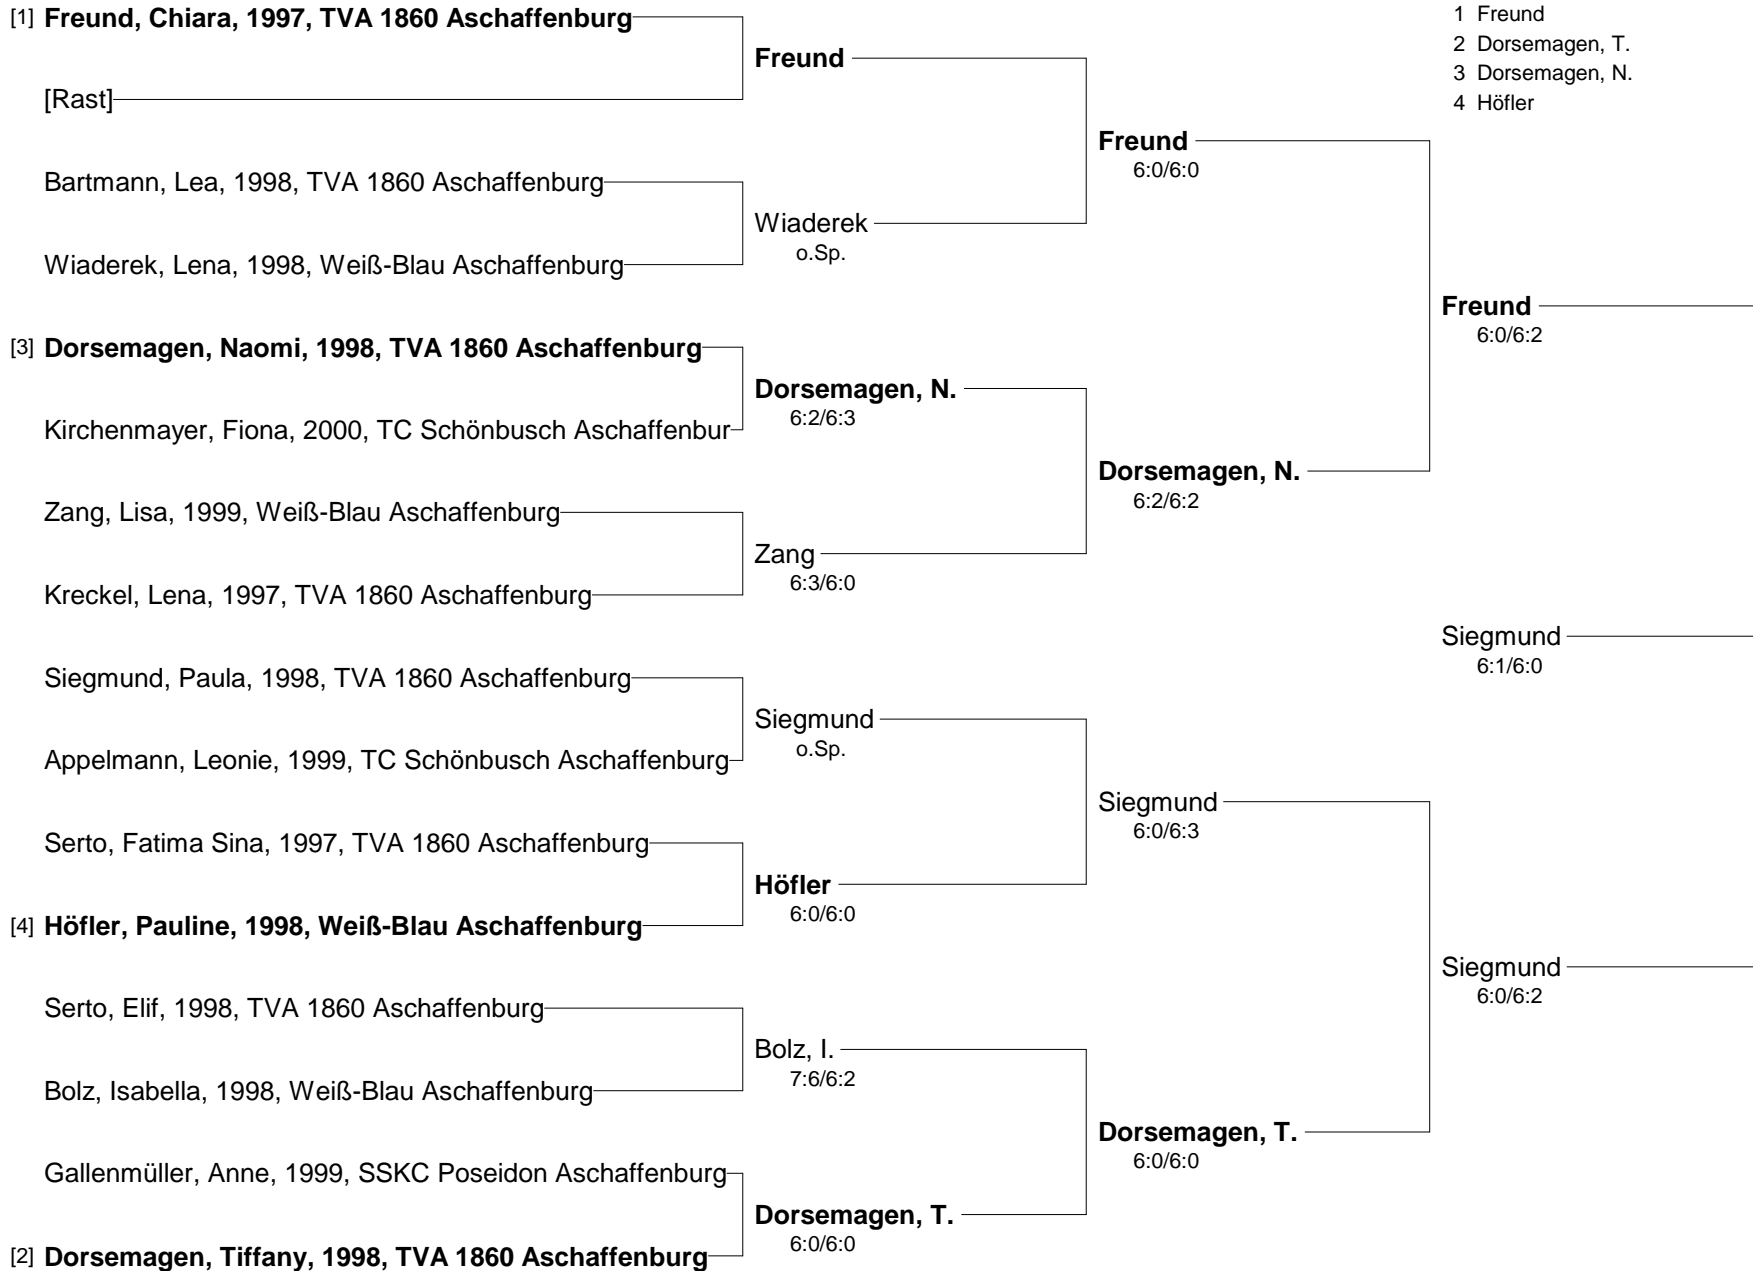 [1] Freund, Chiara, 1997, TVA 1860 Aschaffenburg
[Rast]
Bartmann, Lea, 1998, TVA 1860 Aschaffenburg
Wiaderek, Lena, 1998, Weiß-Blau Aschaffenburg
[3] Dorsemagen, Naomi, 1998, TVA 1860 Aschaffenburg
Kirchenmayer, Fiona, 2000, TC Schönbusch Aschaffenbur
Zang, Lisa, 1999, Weiß-Blau Aschaffenburg
Kreckel, Lena, 1997, TVA 1860 Aschaffenburg
Siegmund, Paula, 1998, TVA 1860 Aschaffenburg
Appelmann, Leonie, 1999, TC Schönbusch Aschaffenburg
Serto, Fatima Sina, 1997, TVA 1860 Aschaffenburg
[4] Höfler, Pauline, 1998, Weiß-Blau Aschaffenburg
Serto, Elif, 1998, TVA 1860 Aschaffenburg
Bolz, Isabella, 1998, Weiß-Blau Aschaffenburg
Gallenmüller, Anne, 1999, SSKC Poseidon Aschaffenburg
[2] Dorsemagen, Tiffany, 1998, TVA 1860 Aschaffenburg
Freund
Wiaderek
o.Sp.
Dorsemagen, N.
6:2/6:3
Zang
6:3/6:0
Siegmund
o.Sp.
Höfler
6:0/6:0
Bolz, I.
7:6/6:2
Dorsemagen, T.
6:0/6:0
Freund
6:0/6:0
Dorsemagen, N.
6:2/6:2
Siegmund
6:0/6:3
Dorsemagen, T.
6:0/6:0
1 Freund
2 Dorsemagen, T.
3 Dorsemagen, N.
4 Höfler
Freund
6:0/6:2
Siegmund
6:1/6:0
Siegmund
6:0/6:2